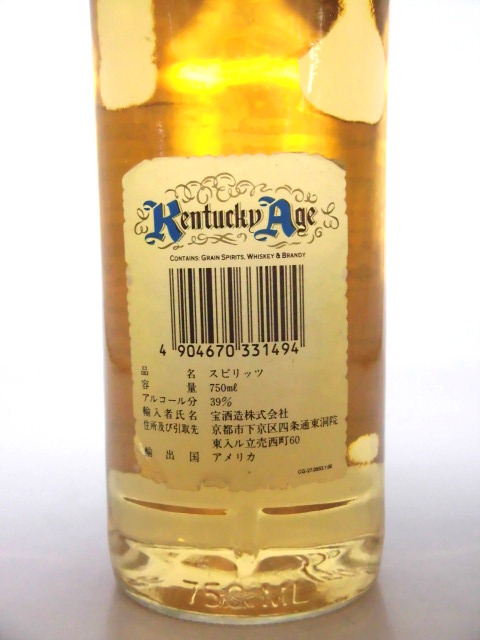 Kentucky Age
CONTAINS: GRAIN SPIRITS, WHISKEY & BRANDY
4 904670 331494
品名 スピリッツ
容量 750mℓ
アルコール分 39%
輸入者氏名 宝酒造株式会社
住所及び引取先 京都市下京区四条通東洞院
東入ル立売西町60
輸出国 アメリカ
750 ML